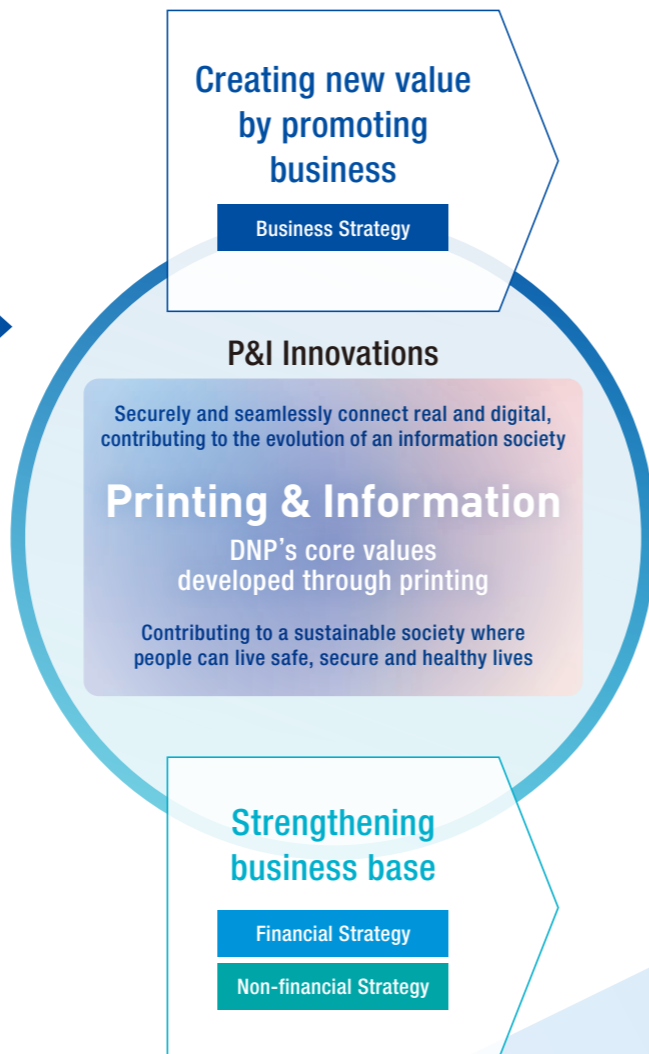 Creating new value
by promoting
business
Business Strategy
P&I Innovations
Securely and seamlessly connect real and digital,
contributing to the evolution of an information society
Printing & Information
DNP's core values
developed through printing
Contributing to a sustainable society where
people can live safe, secure and healthy lives
Strengthening
business base
Financial Strategy
Non-financial Strategy